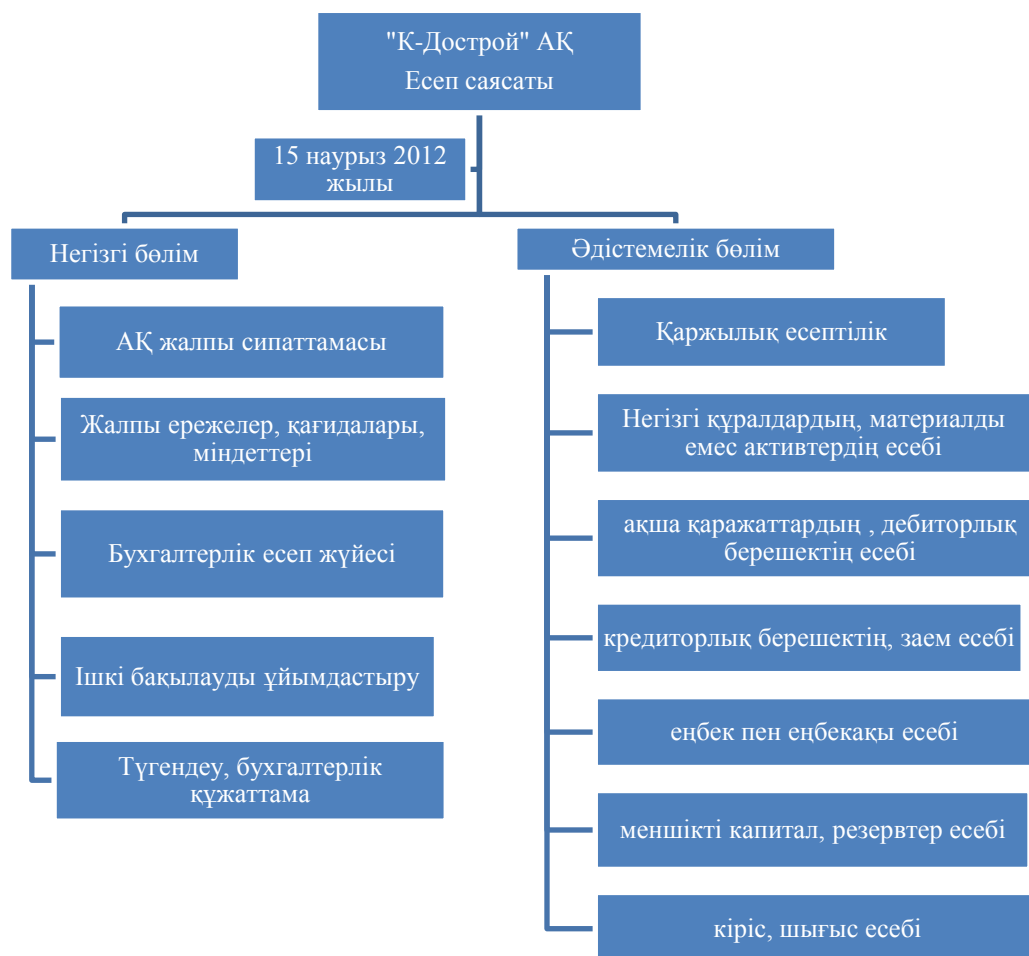 "К-Дострой" АҚ
Есеп саясаты
15 наурыз 2012
жылы
Негізгі бөлім
АҚ жалпы сипаттамасы
Жалпы ережелер, қағидалары,
міндеттері
Бухгалтерлік есеп жүйесі
Ішкі бақылауды ұйымдастыру
Түгендеу, бухгалтерлік
құжаттама
Әдістемелік бөлім
Қаржылық есептілік
Негізгі құралдардың, материалды
емес активтердің есебі
ақша қаражаттардың , дебиторлық
берешектің есебі
кредиторлық берешектің, заем есебі
еңбек пен еңбекақы есебі
меншікті капитал, резервтер есебі
кіріс, шығыс есебі